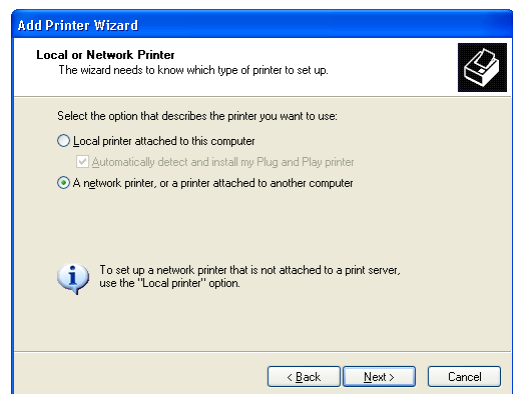 Add Printer Wizard
Local or Network Printer
The wizard needs to know which type of printer to set up.
Select the option that describes the printer you want to use:
Local printer attached to this computer
Automatically detect and install my Plug and Play printer
A network printer, or a printer attached to another computer
To set up a network printer that is not attached to a print server,
use the "Local printer" option.
< Back Next > Cancel